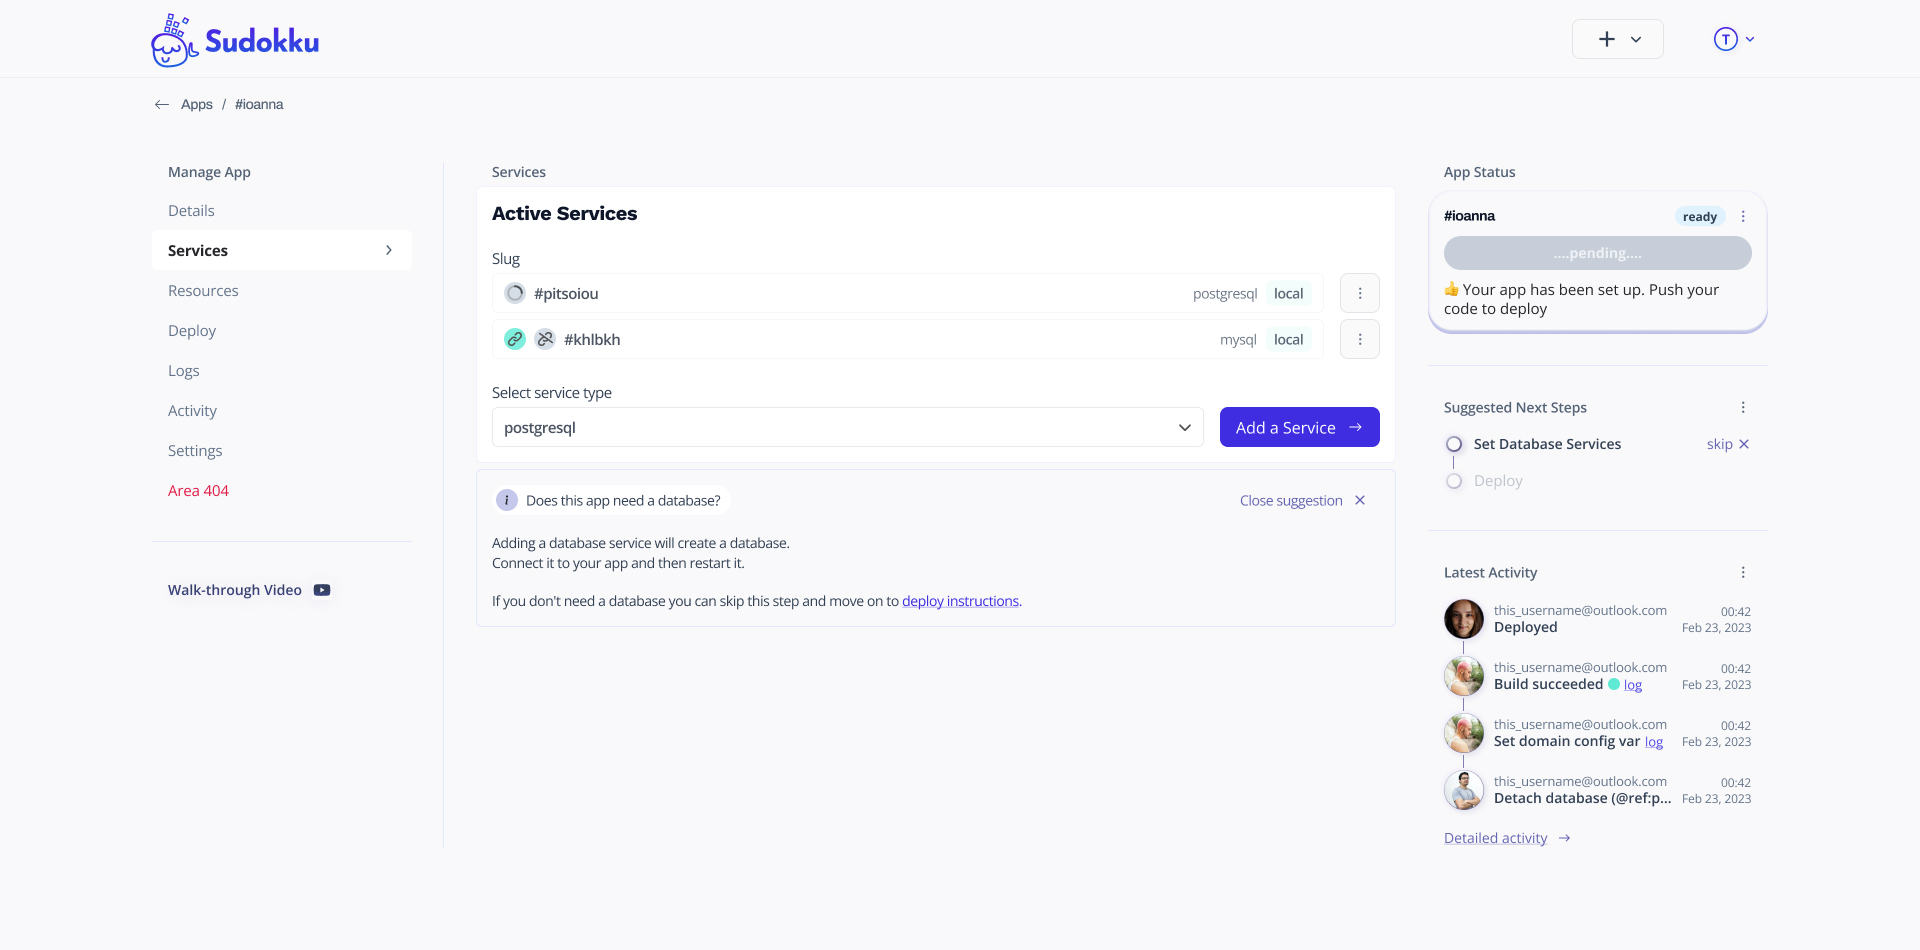 Sudokku
T
Apps / #ioanna
Manage App
Details
Services
Resources
Deploy
Logs
Activity
Settings
Area 404
Walk-through Video
Services
Active Services
Slug
#pitsoiou postgresql local
#khlbkh mysql local
Select service type
postgresql
Add a Service
i Does this app need a database?
Close suggestion
Adding a database service will create a database.
Connect it to your app and then restart it.
If you don't need a database you can skip this step and move on to deploy instructions.
App Status
#ioanna ready
....pending....
Your app has been set up. Push your
code to deploy
Suggested Next Steps
Set Database Services skip
Deploy
Latest Activity
this_username@outlook.com 00:42
Deployed Feb 23, 2023
this_username@outlook.com 00:42
Build succeeded log Feb 23, 2023
this_username@outlook.com 00:42
Set domain config var log Feb 23, 2023
this_username@outlook.com 00:42
Detach database (@ref:p... Feb 23, 2023
Detailed activity